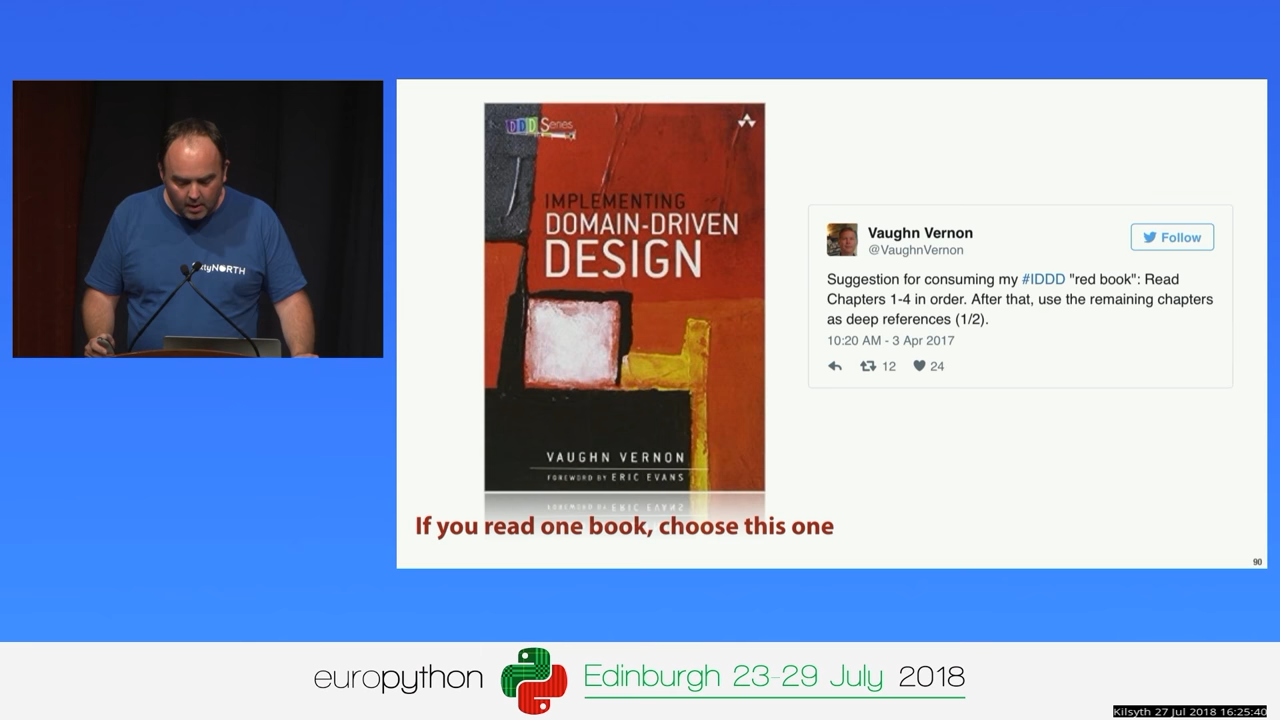 DDD Series
IMPLEMENTING
DOMAIN-DRIVEN
DESIGN
VAUGHN VERNON
FOREWORD BY ERIC EVANS
If you read one book, choose this one
Vaughn Vernon
@VaughnVernon
Follow
Suggestion for consuming my #IDDD "red book": Read
Chapters 1-4 in order. After that, use the remaining chapters
as deep references (1/2).
10:20 AM - 3 Apr 2017
12 24
90
NORTH
europython Edinburgh 23-29 July 2018
Kilsyth 27 Jul 2018 16:25:40